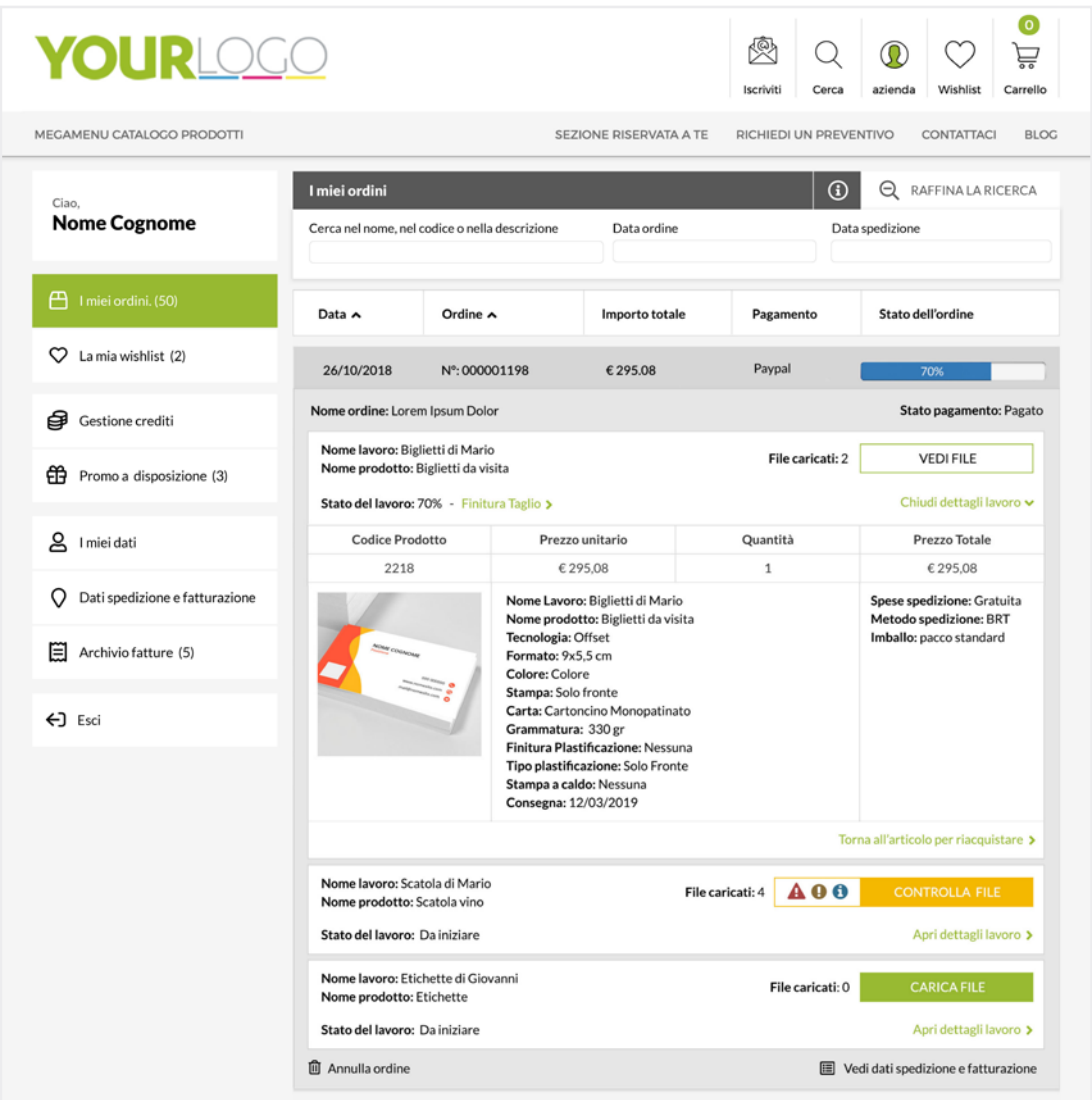 YOURLOGO
0
Iscriviti
Cerca
azienda
Wishlist
Carrello
MEGAMENU CATALOGO PRODOTTI
SEZIONE RISERVATA A TE
RICHIEDI UN PREVENTIVO
CONTATTACI
BLOG
Ciao,
Nome Cognome
I miei ordini. (50)
La mia wishlist (2)
Gestione crediti
Promo a disposizione (3)
I miei dati
Dati spedizione e fatturazione
Archivio fatture (5)
Esci
I miei ordini
RAFFINA LA RICERCA
Cerca nel nome, nel codice o nella descrizione
Data ordine
Data spedizione
Data
Ordine
Importo totale
Pagamento
Stato dell'ordine
26/10/2018
N°: 000001198
€ 295.08
Paypal
70%
Nome ordine: Lorem Ipsum Dolor
Stato pagamento: Pagato
Nome lavoro: Biglietti di Mario
Nome prodotto: Biglietti da visita
File caricati: 2
VEDI FILE
Stato del lavoro: 70% - Finitura Taglio
Chiudi dettagli lavoro
Codice Prodotto
Prezzo unitario
Quantità
Prezzo Totale
2218
€ 295,08
1
€ 295,08
NOME COGNOME
Nome Lavoro: Biglietti di Mario
Nome prodotto: Biglietti da visita
Tecnologia: Offset
Formato: 9x5,5 cm
Colore: Colore
Stampa: Solo fronte
Carta: Cartoncino Monopatinato
Grammatura: 330 gr
Finitura Plastificazione: Nessuna
Tipo plastificazione: Solo Fronte
Stampa a caldo: Nessuna
Consegna: 12/03/2019
Spese spedizione: Gratuita
Metodo spedizione: BRT
Imballo: pacco standard
Torna all'articolo per riacquistare
Nome lavoro: Scatola di Mario
Nome prodotto: Scatola vino
File caricati: 4
CONTROLLA FILE
Stato del lavoro: Da iniziare
Apri dettagli lavoro
Nome lavoro: Etichette di Giovanni
Nome prodotto: Etichette
File caricati: 0
CARICA FILE
Stato del lavoro: Da iniziare
Apri dettagli lavoro
Annulla ordine
Vedi dati spedizione e fatturazione